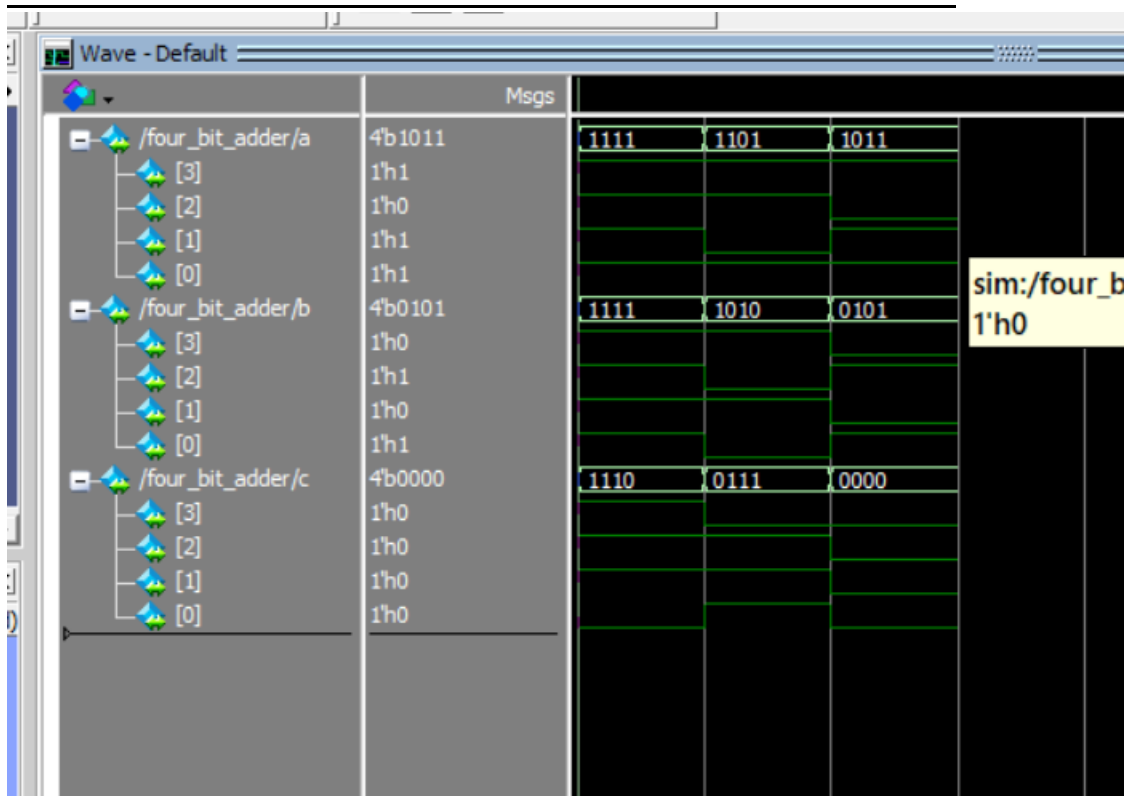 Wave - Default
Msgs
/four_bit_adder/a 4'b1011 1111 1101 1011
[3] 1'h1
[2] 1'h0
[1] 1'h1
[0] 1'h1
sim:/four_b
/four_bit_adder/b 4'b0101 1111 1010 0101
1'h0
[3] 1'h0
[2] 1'h1
[1] 1'h0
[0] 1'h1
/four_bit_adder/c 4'b0000 1110 0111 0000
[3] 1'h0
[2] 1'h0
[1] 1'h0
[0] 1'h0